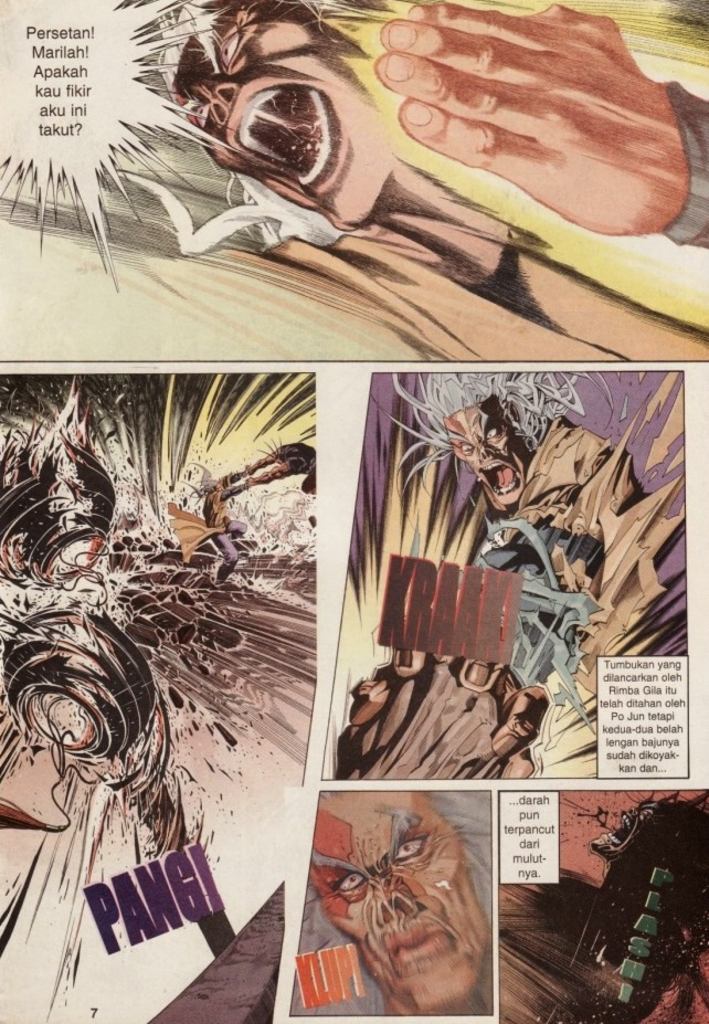 Persetan!
Marilah!
Apakah
kau fikir
aku ini
takut?
KRAAK!
Tumbukan yang
dilancarkan oleh
Rimba Gila itu
telah ditahan oleh
Po Jun tetapi
kedua-dua belah
lengan bajunya
sudah dikoyak-
kan dan...
PANG!
KLIP!
...darah
pun
terpancut
dari
mulut-
nya.
PLASH!
7